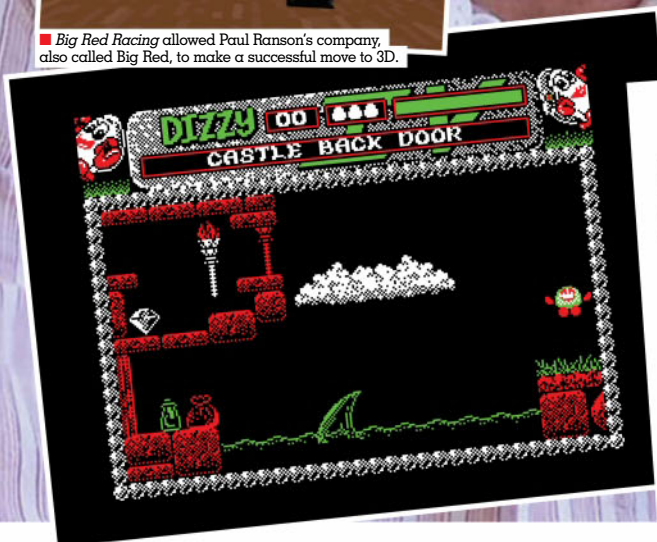 ■ Big Red Racing allowed Paul Ranson's company,
also called Big Red, to make a successful move to 3D.
DIZZY 00
CASTLE BACK DOOR